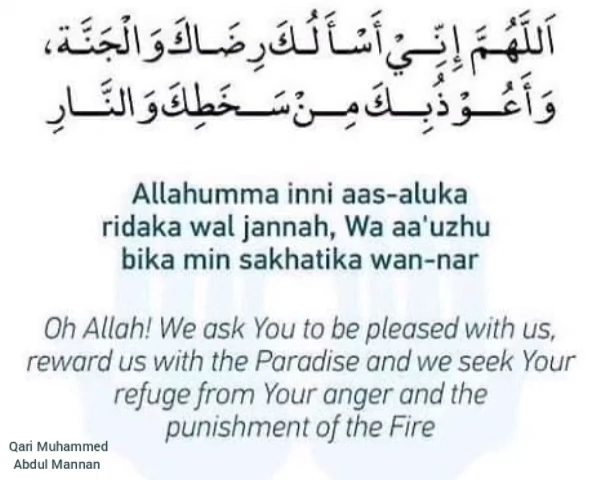 اَللَّهُمَّ إِنِّيْ أَسْأَلُكَ رِضَاكَ وَالْجَنَّة،
وَأَعُوْذُبِكَ مِنْ سَخَطِكَ وَالنَّارِ
Allahumma inni aas-aluka
ridaka wal jannah, Wa aa'uzhu
bika min sakhatika wan-nar
Oh Allah! We ask You to be pleased with us,
reward us with the Paradise and we seek Your
refuge from Your anger and the
punishment of the Fire
Qari Muhammed
Abdul Mannan